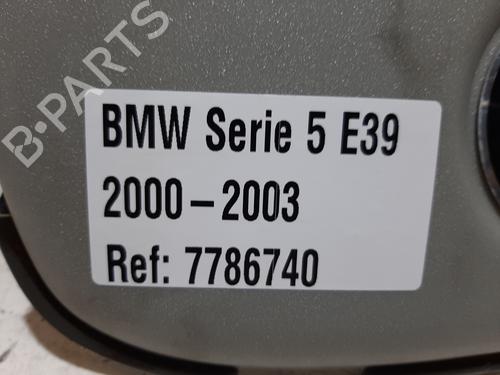 B-PARTS
BMW Serie 5 E39
2000-2003
Ref: 7786740